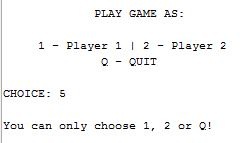 PLAY GAME AS:
1 - Player 1 | 2 - Player 2
Q - QUIT
CHOICE: 5
You can only choose 1, 2 or Q!